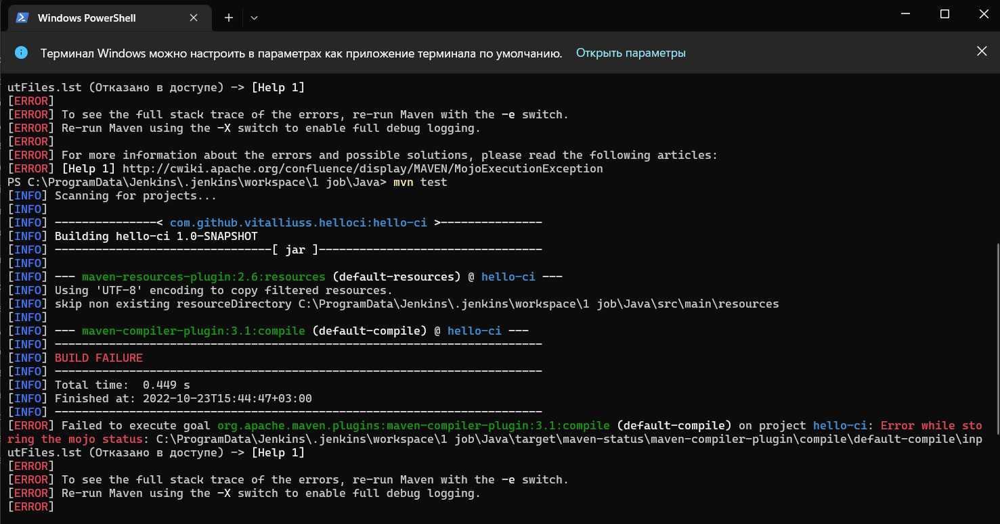 Windows PowerShell
Терминал Windows можно настроить в параметрах как приложение терминала по умолчанию. Открыть параметры
utFiles.lst (Отказано в доступе) -> [Help 1]
[ERROR]
[ERROR] To see the full stack trace of the errors, re-run Maven with the -e switch.
[ERROR] Re-run Maven using the -X switch to enable full debug logging.
[ERROR]
[ERROR] For more information about the errors and possible solutions, please read the following articles:
[ERROR] [Help 1] http://cwiki.apache.org/confluence/display/MAVEN/MojoExecutionException
PS C:\ProgramData\Jenkins\.jenkins\workspace\1 job\Java> mvn test
[INFO] Scanning for projects...
[INFO]
[INFO] ---------------< com.github.vitalliuss.helloci:hello-ci >---------------
[INFO] Building hello-ci 1.0-SNAPSHOT
[INFO] --------------------------------[ jar ]---------------------------------
[INFO]
[INFO] --- maven-resources-plugin:2.6:resources (default-resources) @ hello-ci ---
[INFO] Using 'UTF-8' encoding to copy filtered resources.
[INFO] skip non existing resourceDirectory C:\ProgramData\Jenkins\.jenkins\workspace\1 job\Java\src\main\resources
[INFO]
[INFO] --- maven-compiler-plugin:3.1:compile (default-compile) @ hello-ci ---
[INFO] ------------------------------------------------------------------------
[INFO] BUILD FAILURE
[INFO] ------------------------------------------------------------------------
[INFO] Total time:  0.449 s
[INFO] Finished at: 2022-10-23T15:44:47+03:00
[INFO] ------------------------------------------------------------------------
[ERROR] Failed to execute goal org.apache.maven.plugins:maven-compiler-plugin:3.1:compile (default-compile) on project hello-ci: Error while sto
ring the mojo status: C:\ProgramData\Jenkins\.jenkins\workspace\1 job\Java\target\maven-status\maven-compiler-plugin\compile\default-compile\inp
utFiles.lst (Отказано в доступе) -> [Help 1]
[ERROR]
[ERROR] To see the full stack trace of the errors, re-run Maven with the -e switch.
[ERROR] Re-run Maven using the -X switch to enable full debug logging.
[ERROR]